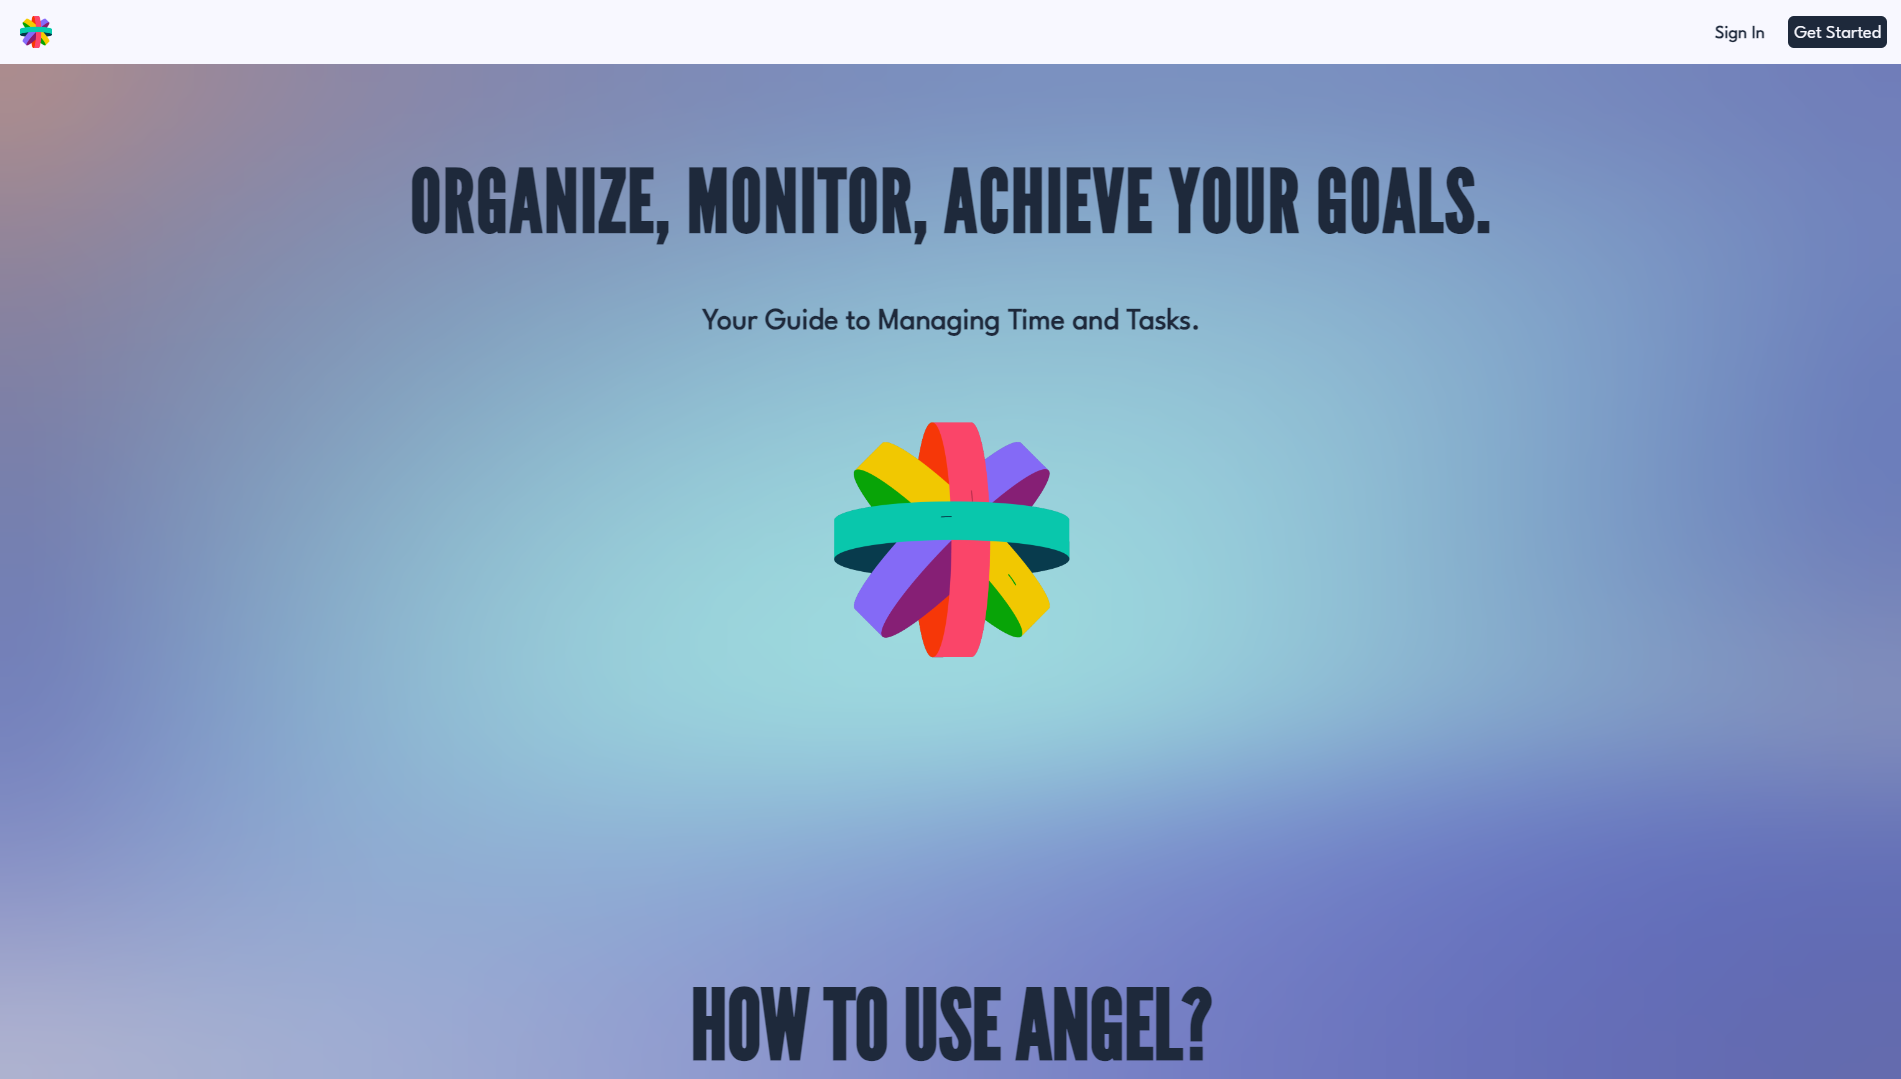 Sign In
Get Started
ORGANIZE, MONITOR, ACHIEVE YOUR GOALS.
Your Guide to Managing Time and Tasks.
HOW TO USE ANGEL?